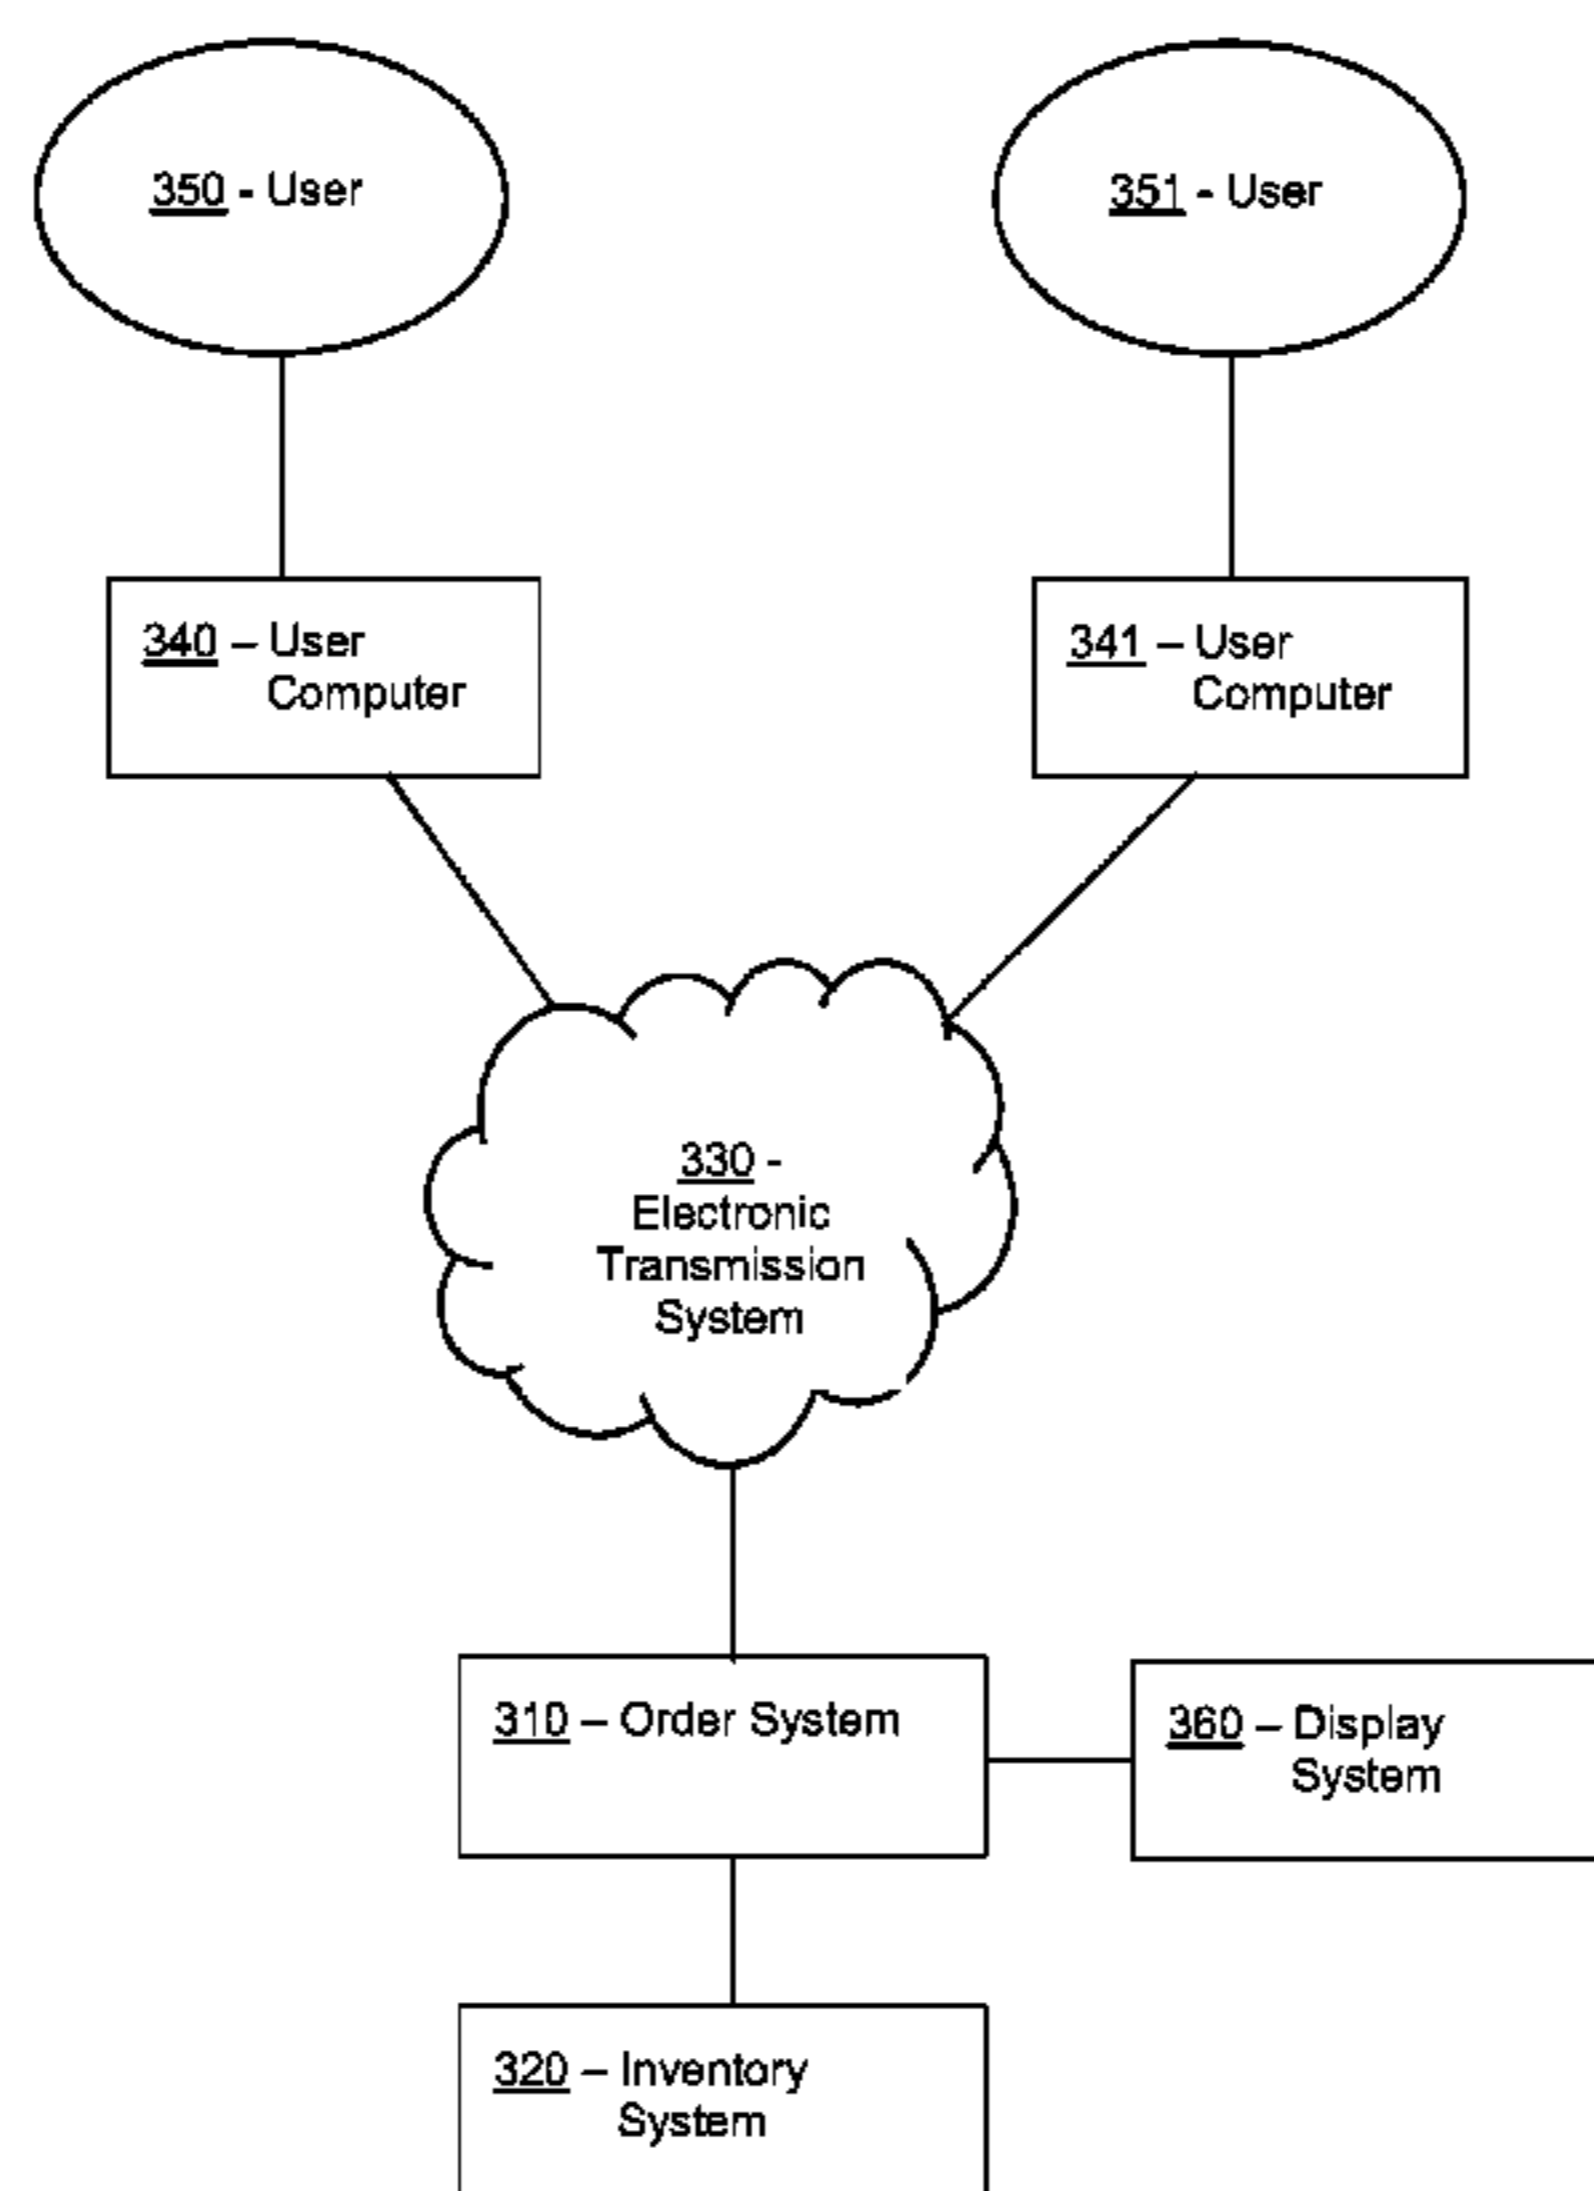 350 - User
351 - User
340 – User
Computer
341 – User
Computer
330 -
Electronic
Transmission
System
310 – Order System
360 – Display
System
320 – Inventory
System